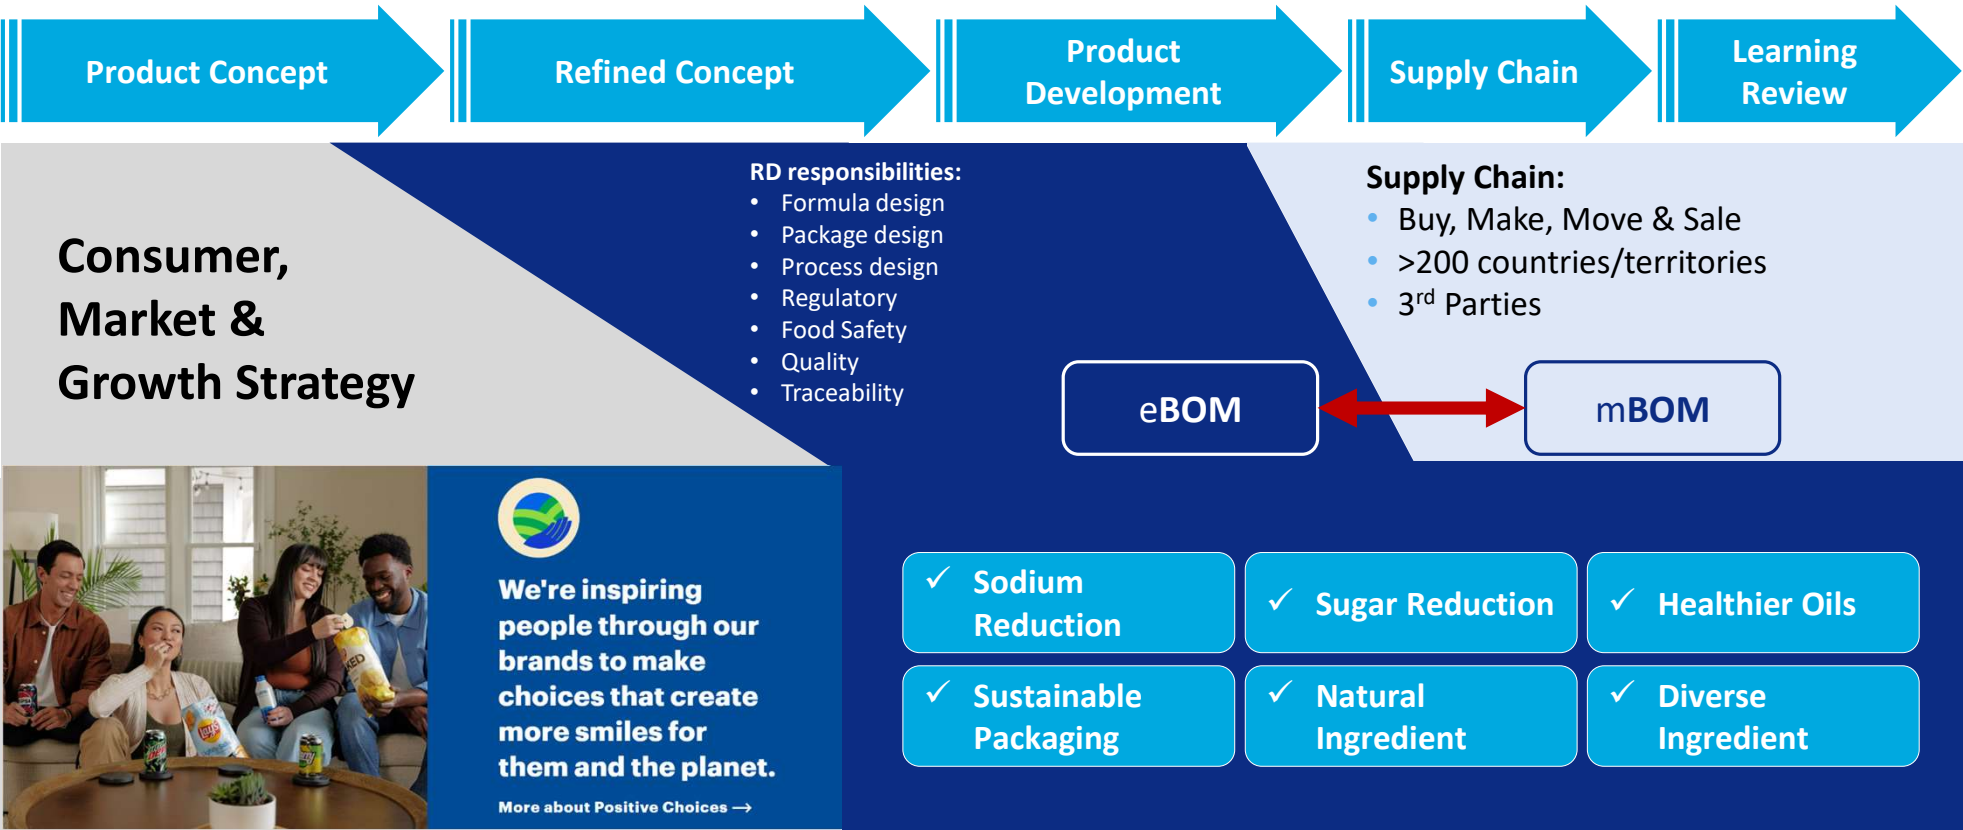 Product Concept
Refined Concept
Product
Development
Supply Chain
Learning
Review
Consumer,
Market &
Growth Strategy
RD responsibilities:
• Formula design
• Package design
• Process design
• Regulatory
• Food Safety
• Quality
• Traceability
Supply Chain:
• Buy, Make, Move & Sale
• >200 countries/territories
• 3rd Parties
eBOM
mBOM
We're inspiring
people through our
brands to make
choices that create
more smiles for
them and the planet.
More about Positive Choices →
Lay's
✓ Sodium
Reduction
✓ Sugar Reduction
✓ Healthier Oils
✓ Sustainable
Packaging
✓ Natural
Ingredient
✓ Diverse
Ingredient